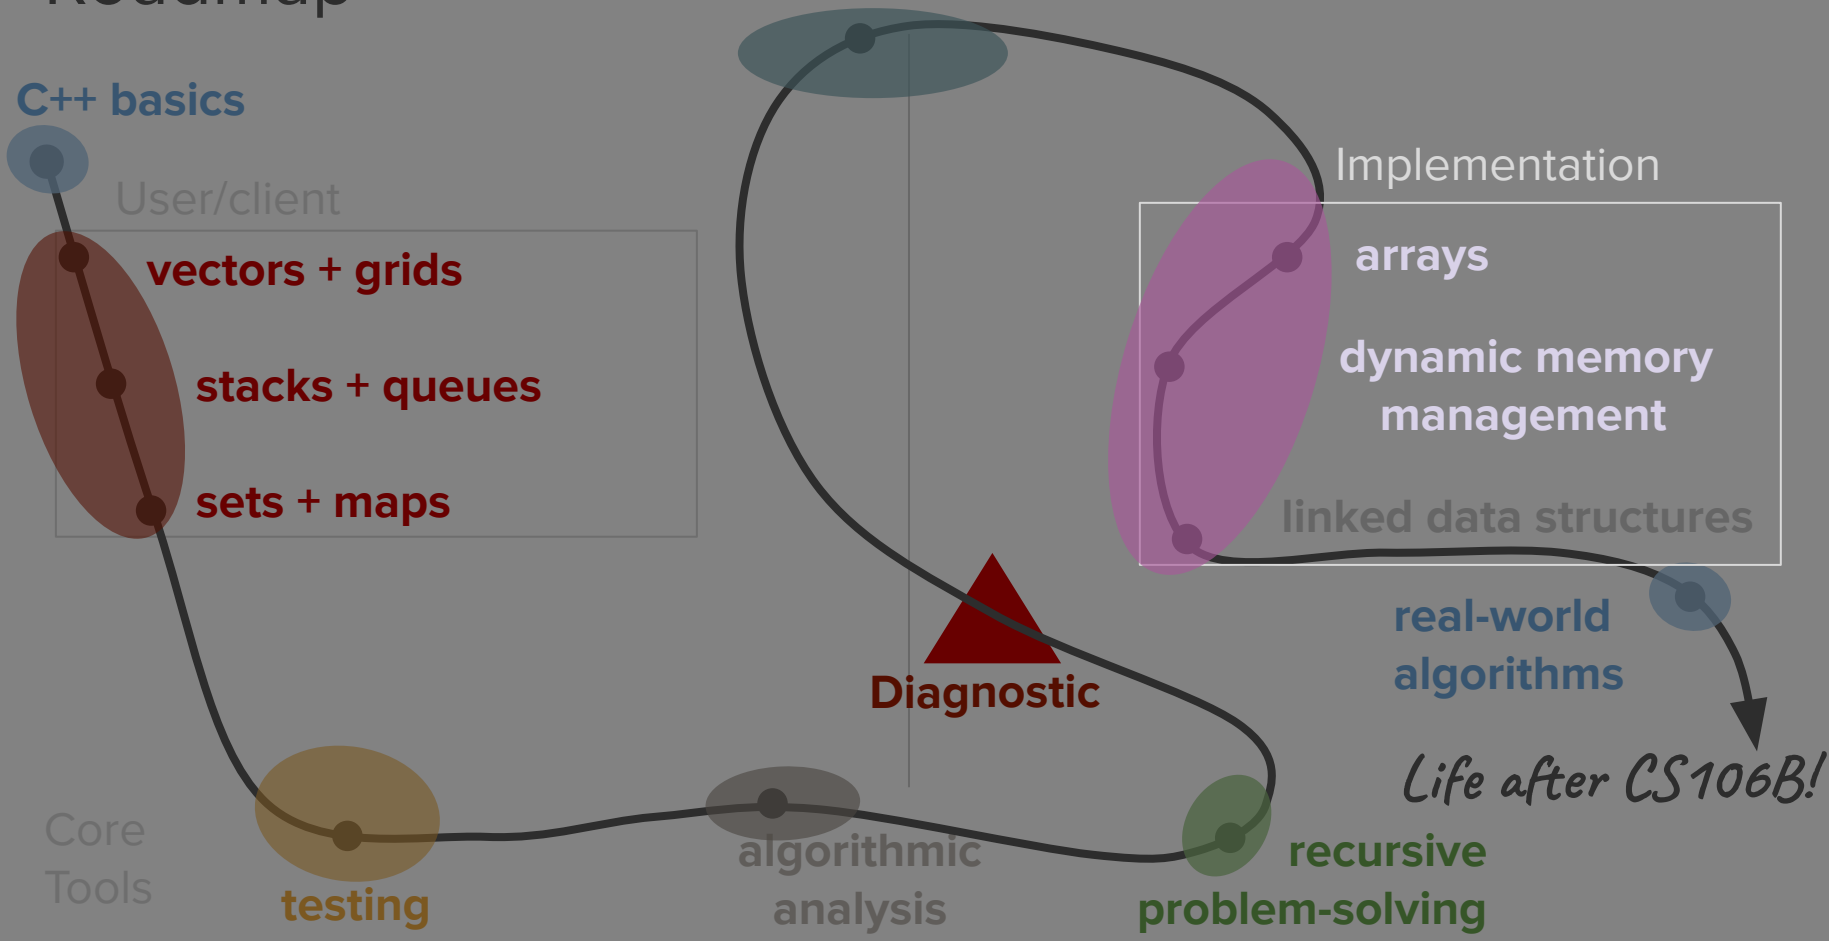 Roadmap
C++ basics
User/client
vectors + grids
stacks + queues
sets + maps
Core
Tools
testing
algorithmic
analysis
recursive
problem-solving
Diagnostic
Implementation
arrays
dynamic memory
management
linked data structures
real-world
algorithms
Life after CS106B!